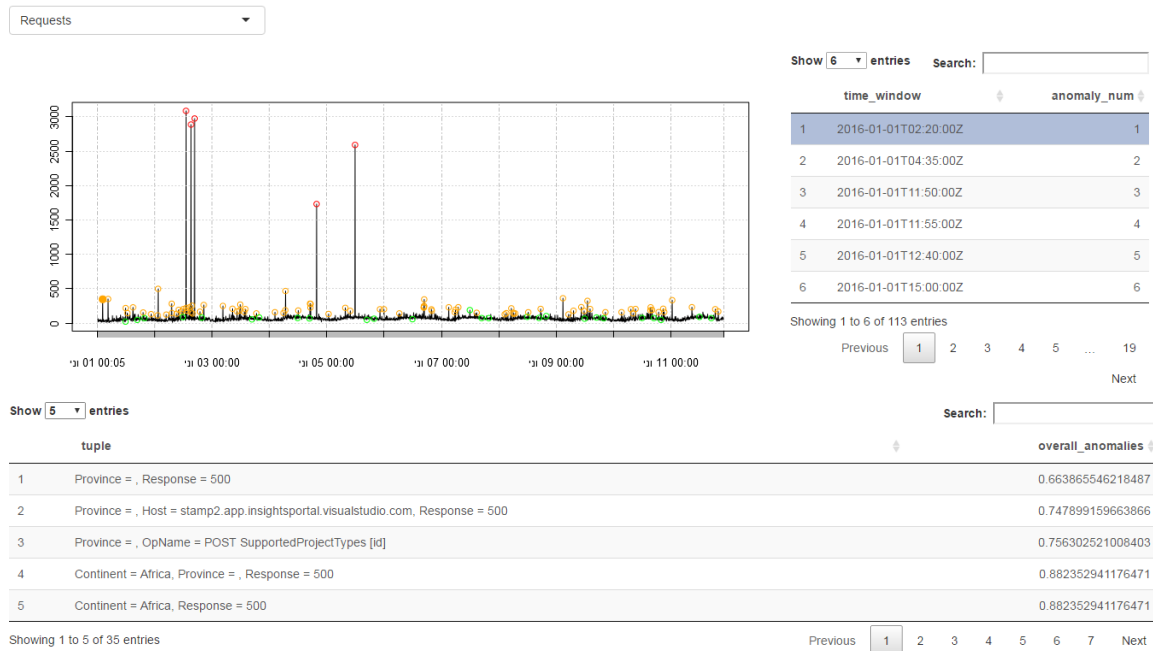 Requests
Show 6 entries Search:
time_window anomaly_num
1 2016-01-01T02:20:00Z 1
2 2016-01-01T04:35:00Z 2
3 2016-01-01T11:50:00Z 3
4 2016-01-01T11:55:00Z 4
5 2016-01-01T12:40:00Z 5
6 2016-01-01T15:00:00Z 6
Showing 1 to 6 of 113 entries
Previous 1 2 3 4 5 ... 19
Next
3000
2500
2000
1500
1000
500
0
ינו 01 00:05 ינו 03 00:00 ינו 05 00:00 ינו 07 00:00 ינו 09 00:00 ינו 11 00:00
Show 5 entries Search:
tuple overall_anomalies
1 Province = , Response = 500 0.663865546218487
2 Province = , Host = stamp2.app.insightsportal.visualstudio.com, Response = 500 0.747899159663866
3 Province = , OpName = POST SupportedProjectTypes [id] 0.756302521008403
4 Continent = Africa, Province = , Response = 500 0.882352941176471
5 Continent = Africa, Response = 500 0.882352941176471
Showing 1 to 5 of 35 entries
Previous 1 2 3 4 5 6 7 Next